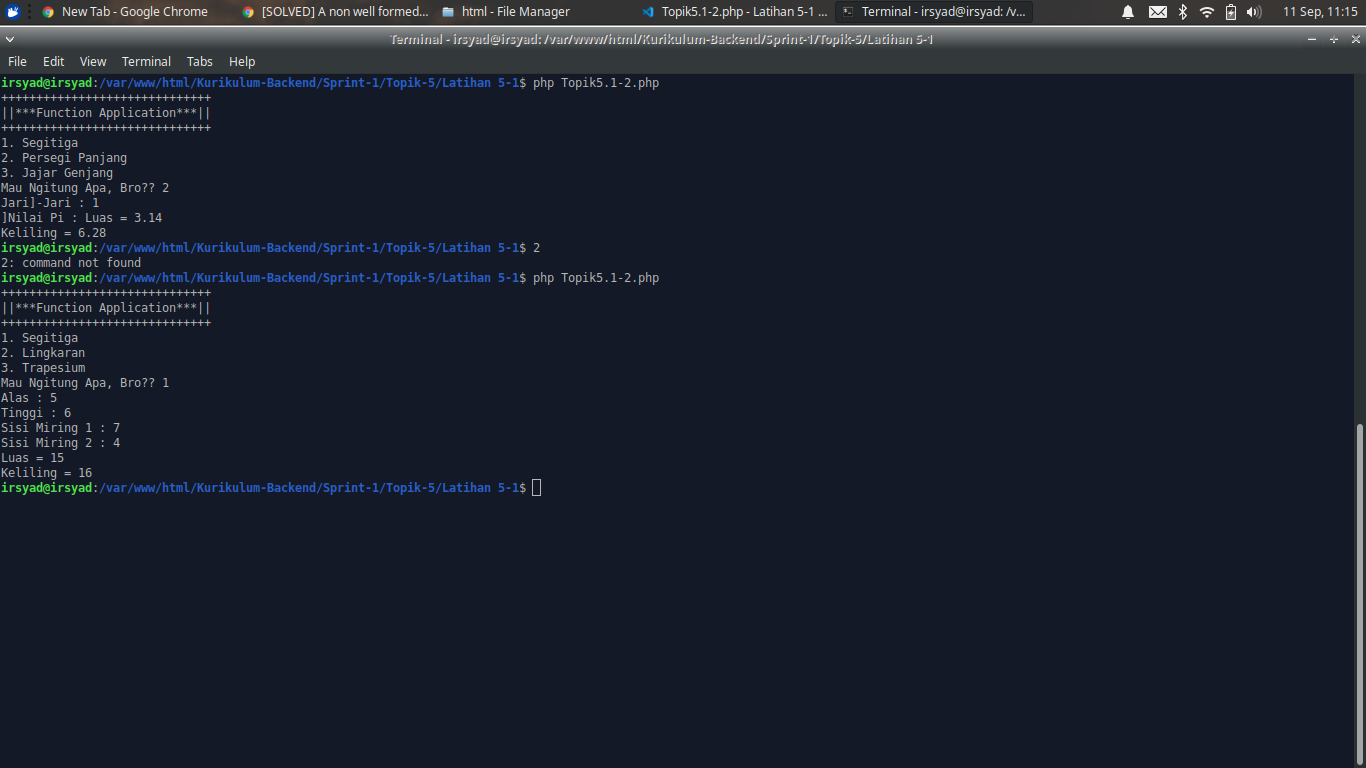 New Tab - Google Chrome [SOLVED] A non well formed... html - File Manager Topik5.1-2.php - Latihan 5-1 ... Terminal - irsyad@irsyad: /v... 11 Sep, 11:15
Terminal - irsyad@irsyad: /var/www/html/Kurikulum-Backend/Sprint-1/Topik-5/Latihan 5-1
File Edit View Terminal Tabs Help
irsyad@irsyad:/var/www/html/Kurikulum-Backend/Sprint-1/Topik-5/Latihan 5-1$ php Topik5.1-2.php
++++++++++++++++++++++++++++++
||***Function Application***||
++++++++++++++++++++++++++++++
1. Segitiga
2. Persegi Panjang
3. Jajar Genjang
Mau Ngitung Apa, Bro?? 2
Jari]-Jari : 1
]Nilai Pi : Luas = 3.14
Keliling = 6.28
irsyad@irsyad:/var/www/html/Kurikulum-Backend/Sprint-1/Topik-5/Latihan 5-1$ 2
2: command not found
irsyad@irsyad:/var/www/html/Kurikulum-Backend/Sprint-1/Topik-5/Latihan 5-1$ php Topik5.1-2.php
++++++++++++++++++++++++++++++
||***Function Application***||
++++++++++++++++++++++++++++++
1. Segitiga
2. Lingkaran
3. Trapesium
Mau Ngitung Apa, Bro?? 1
Alas : 5
Tinggi : 6
Sisi Miring 1 : 7
Sisi Miring 2 : 4
Luas = 15
Keliling = 16
irsyad@irsyad:/var/www/html/Kurikulum-Backend/Sprint-1/Topik-5/Latihan 5-1$